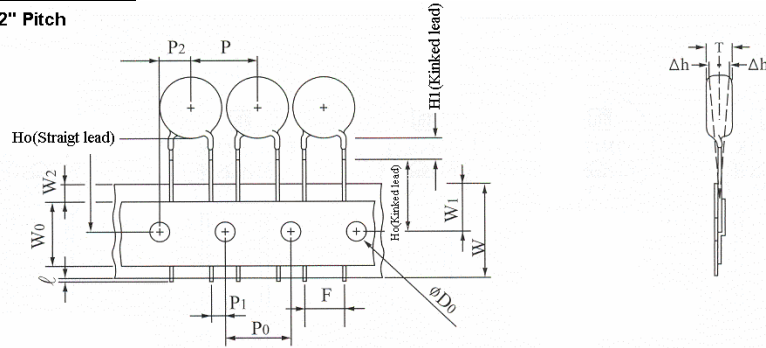 2" Pitch
P2
P
H1(Kinked lead)
T
Δh
Δh
Ho(Straigt lead)
W2
W0
ℓ
Ho(Kinked lead)
W1
W
P1
F
P0
øD0